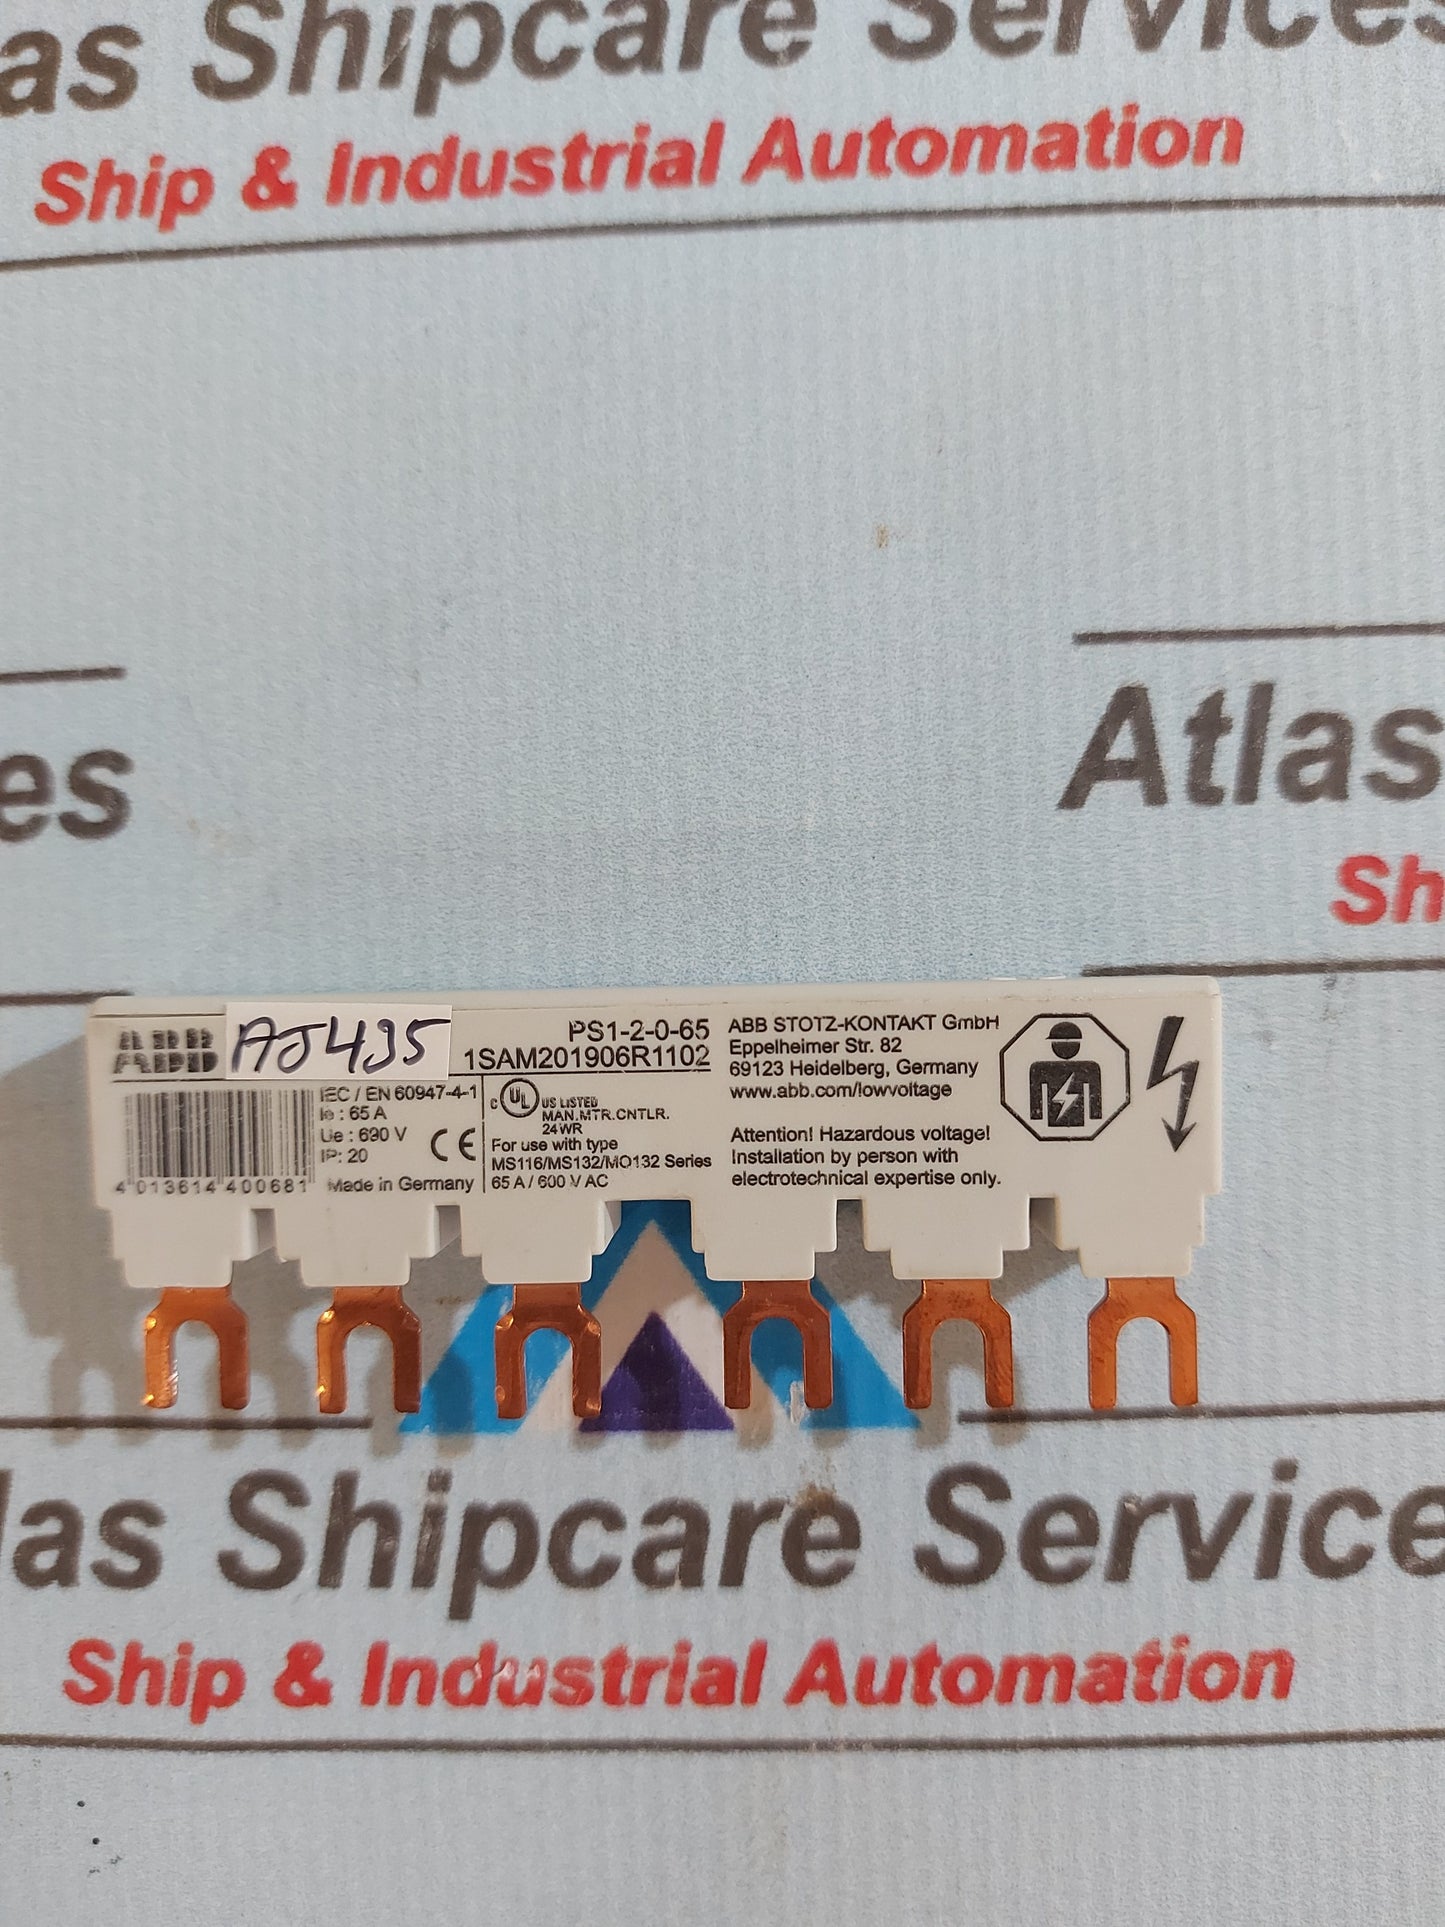 as Shipcare Services
Ship & Industrial Automation
es
Atlas
Sh
ABB
AJ435
PS1-2-0-65
1SAM201906R1102
IEC / EN 60947-4-1
Ie : 65 A
Ue : 690 V
IP: 20
CE
4 013614 400681
Made in Germany
C UL US LISTED
MAN.MTR.CNTLR.
24WR
For use with type
MS116/MS132/MO132 Series
65 A / 600 V AC
ABB STOTZ-KONTAKT GmbH
Eppelheimer Str. 82
69123 Heidelberg, Germany
www.abb.com/lowvoltage
Attention! Hazardous voltage!
Installation by person with
electrotechnical expertise only.
las Shipcare Service
Ship & Industrial Automation